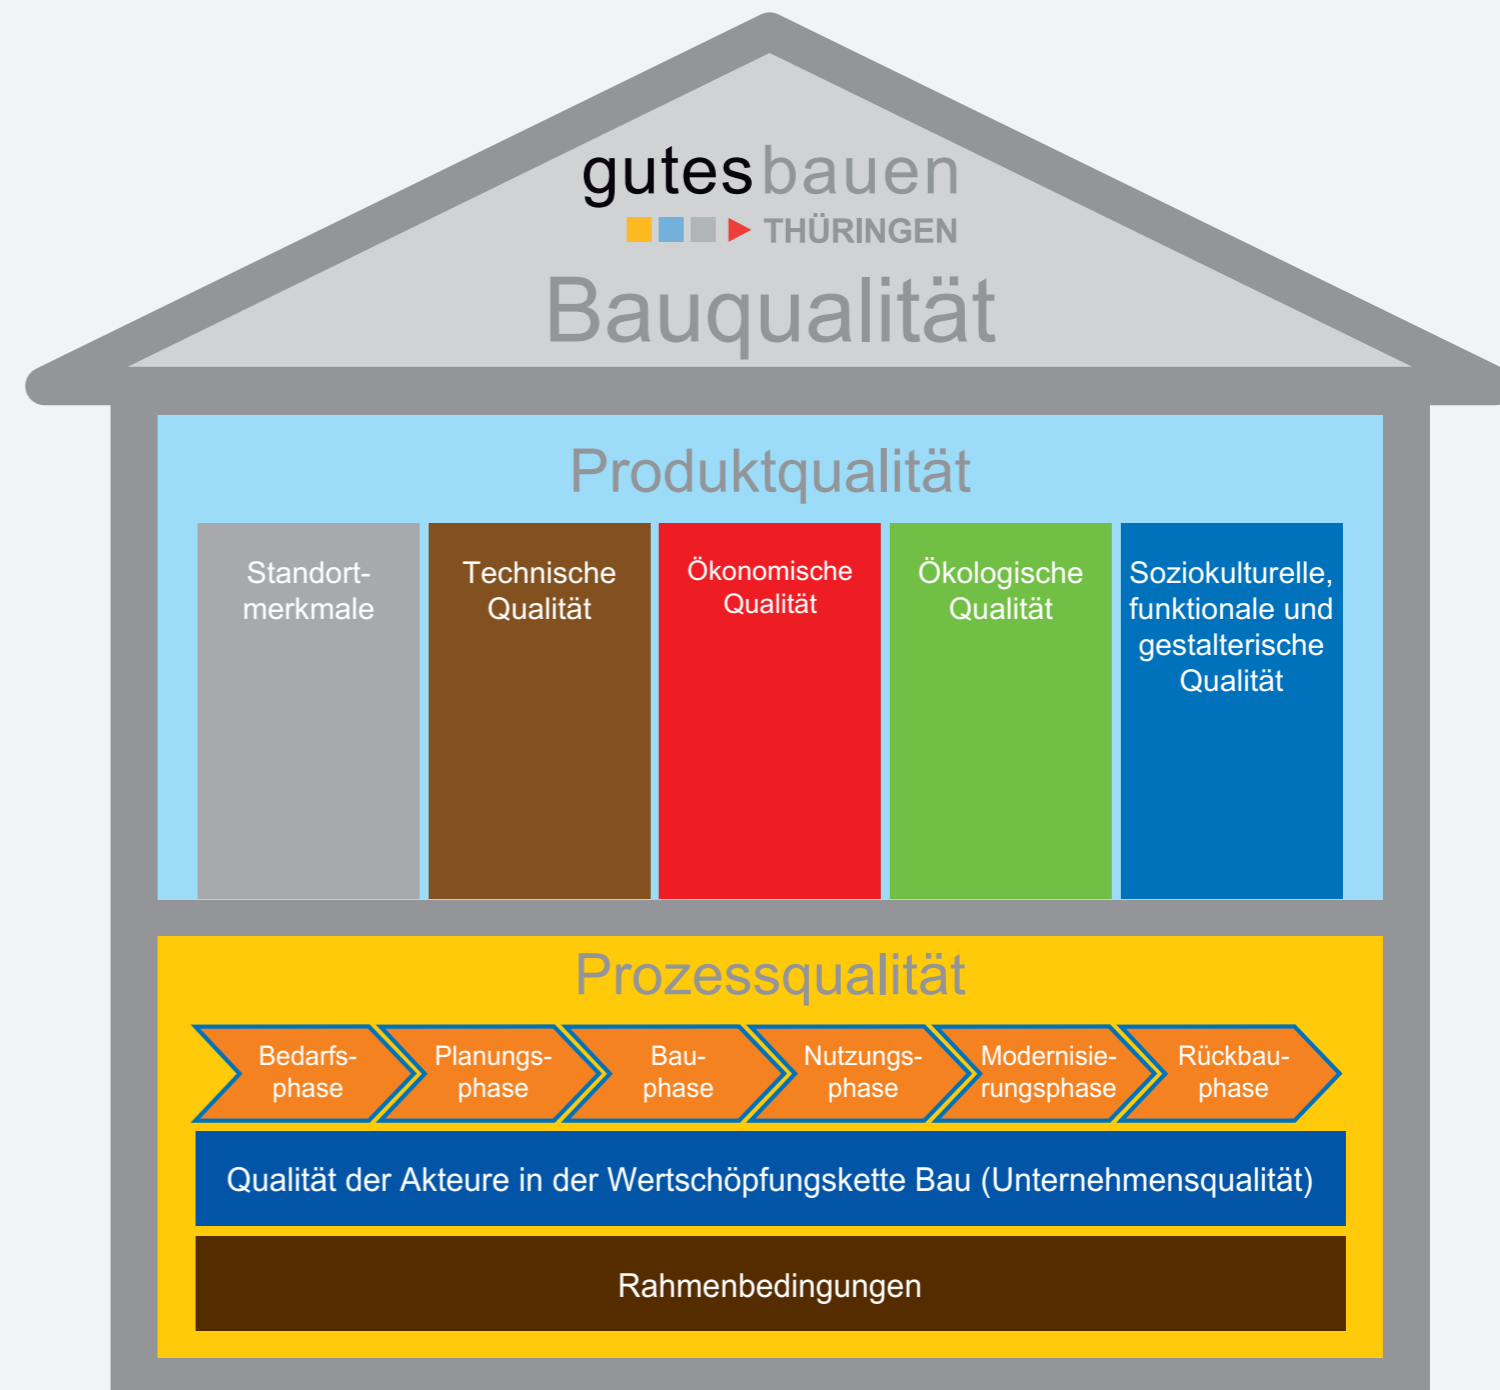 gutesbauen
THÜRINGEN
Bauqualität
Produktqualität
Standort-
merkmale
Technische
Qualität
Ökonomische
Qualität
Ökologische
Qualität
Soziokulturelle,
funktionale und
gestalterische
Qualität
Prozessqualität
Bedarfs-
phase
Planungs-
phase
Bau-
phase
Nutzungs-
phase
Modernisie-
rungsphase
Rückbau-
phase
Qualität der Akteure in der Wertschöpfungskette Bau (Unternehmensqualität)
Rahmenbedingungen